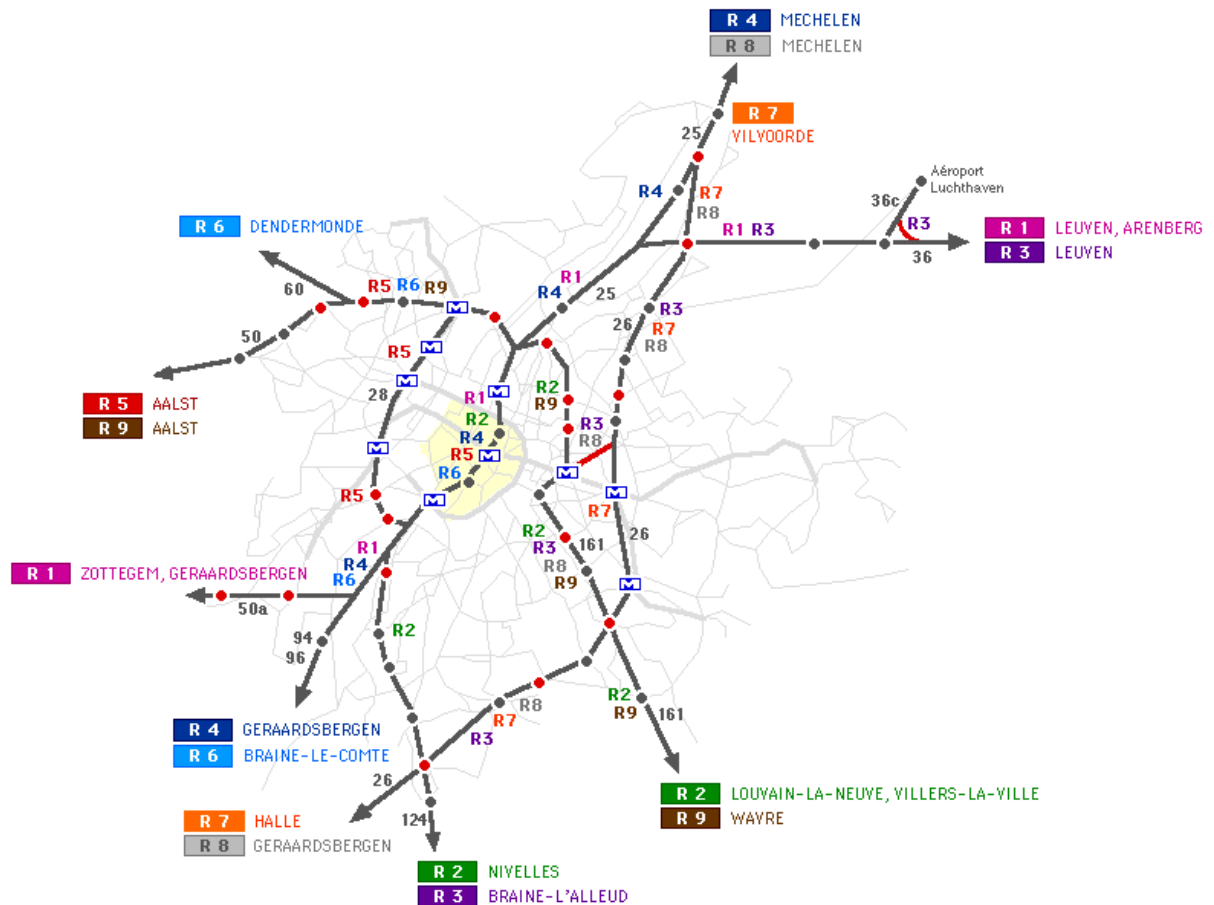 R 4 MECHELEN
R 8 MECHELEN
R 7
VILVOORDE
25
Aéroport
Luchthaven
R4
R7
R8
36c
R3
R 6 DENDERMONDE
R1 R3
R 1 LEUVEN, ARENBERG
R 3 LEUVEN
36
60
R5
R6
R9
R1
R4
25
R3
R7
R8
26
50
R5
28
R 5 AALST
R 9 AALST
R1
R2
R4
R5
R6
R2
R9
R3
R8
R5
R7
26
R2
R3
R8
R9
161
R1
R4
R6
R 1 ZOTTEGEM, GERAARDSBERGEN
50a
94
96
R2
R2
R9
161
R8
R7
R3
R 4 GERAARDSBERGEN
R 6 BRAINE-LE-COMTE
26
124
R 7 HALLE
R 8 GERAARDSBERGEN
R 2 LOUVAIN-LA-NEUVE, VILLERS-LA-VILLE
R 9 WAVRE
R 2 NIVELLES
R 3 BRAINE-L'ALLEUD
M
M
M
M
M
M
M
M
M
M